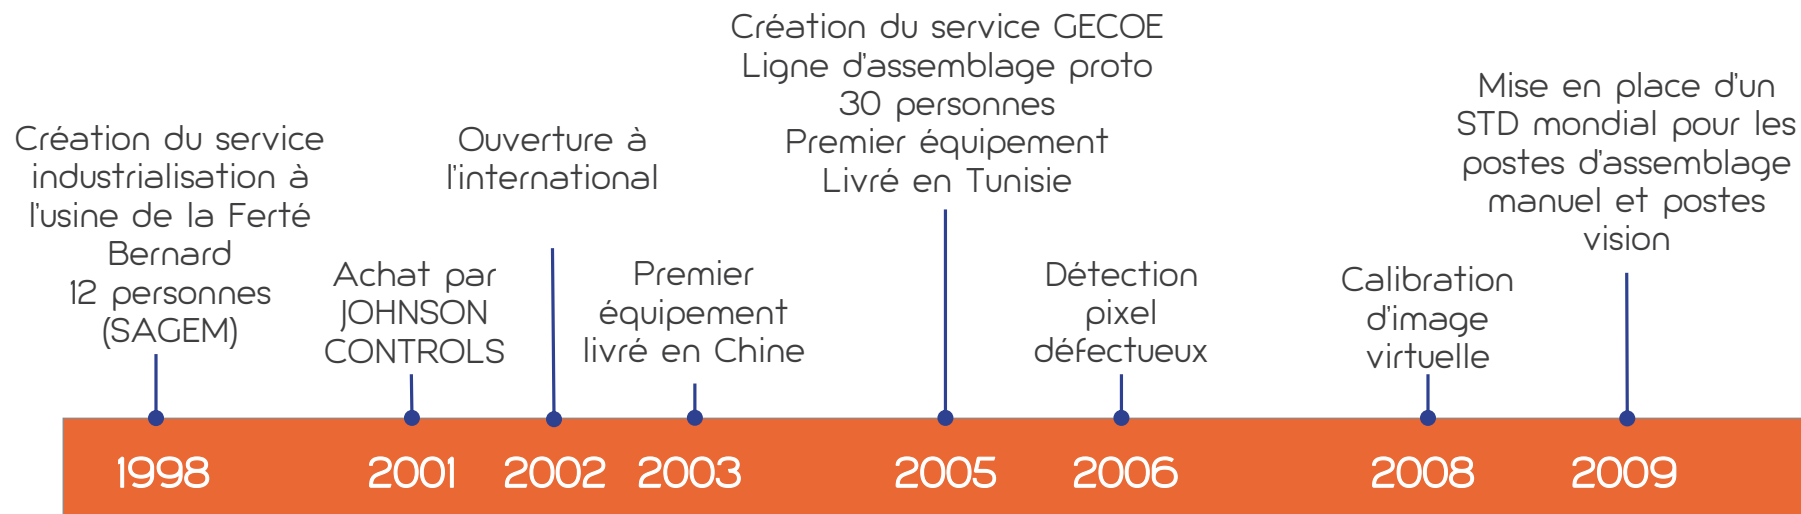 Création du service
industrialisation à
l'usine de la Ferté
Bernard
12 personnes
(SAGEM)
Achat par
JOHNSON
CONTROLS
Ouverture à
l'international
Premier
équipement
livré en Chine
Création du service GECOE
Ligne d'assemblage proto
30 personnes
Premier équipement
Livré en Tunisie
Détection
pixel
défectueux
Calibration
d'image
virtuelle
Mise en place d'un
STD mondial pour les
postes d'assemblage
manuel et postes
vision
1998
2001
2002
2003
2005
2006
2008
2009